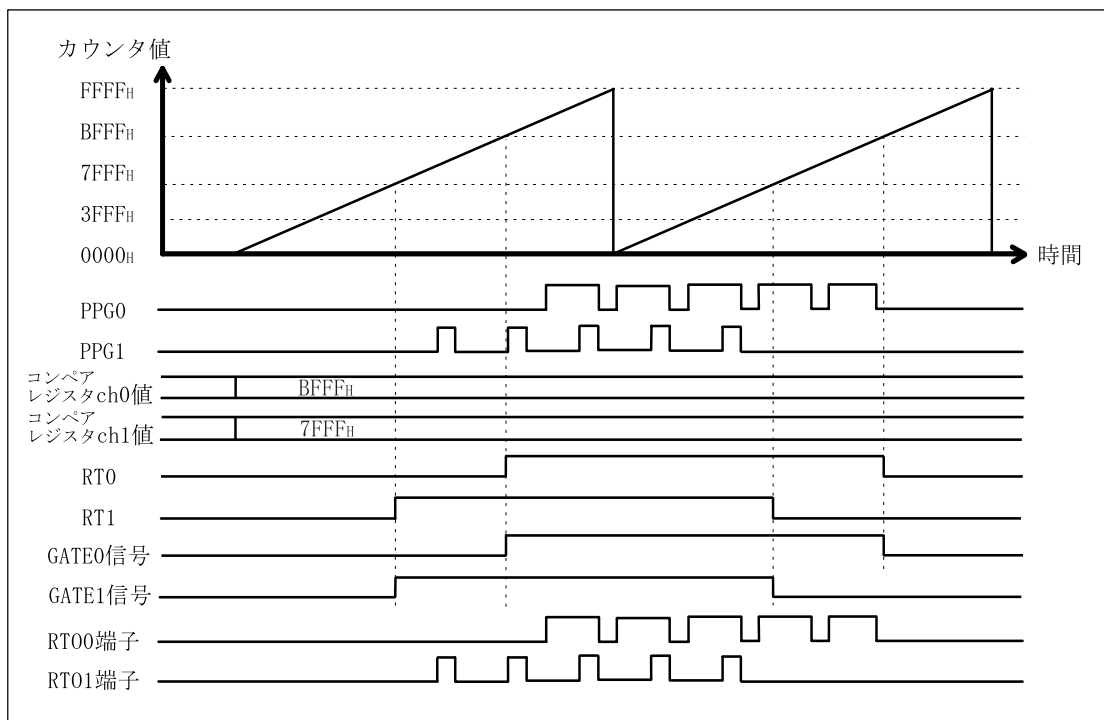 カウンタ値
FFFFH
BFFFH
7FFFH
3FFFH
0000H
時間
PPG0
PPG1
コンペア
レジスタch0値
BFFFH
コンペア
レジスタch1値
7FFFH
RT0
RT1
GATE0信号
GATE1信号
RTO0端子
RTO1端子